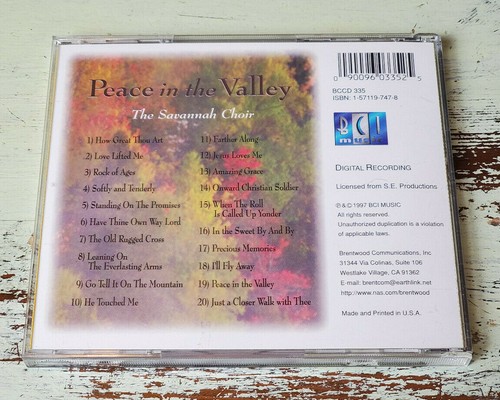 Peace in the Valley
The Savannah Choir
1) How Great Thou Art
2) Love Lifted Me
3) Rock of Ages
4) Softly and Tenderly
5) Standing On The Promises
6) Have Thine Own Way Lord
7) The Old Rugged Cross
8) Leaning On
The Everlasting Arms
9) Go Tell It On The Mountain
10) He Touched Me
11) Farther Along
12) Jesus Loves Me
13) Amazing Grace
14) Onward Christian Soldier
15) When The Roll
Is Called Up Yonder
16) In the Sweet By And By
17) Precious Memories
18) I'll Fly Away
19) Peace in the Valley
20) Just a Closer Walk with Thee
0 90096 03352 5
BCCD 335
ISBN: 1-57119-747-8
BCI
MUSIC
DIGITAL RECORDING
Licensed from S.E. Productions
℗ & © 1997 BCI MUSIC
All rights reserved.
Unauthorized duplication is a violation
of applicable laws.
Brentwood Communications, Inc
31344 Via Colinas, Suite 106
Westlake Village, CA 91362
E-mail: brentcom@earthlink.net
http://www.nas.com/brentwood
Made and Printed in U.S.A.